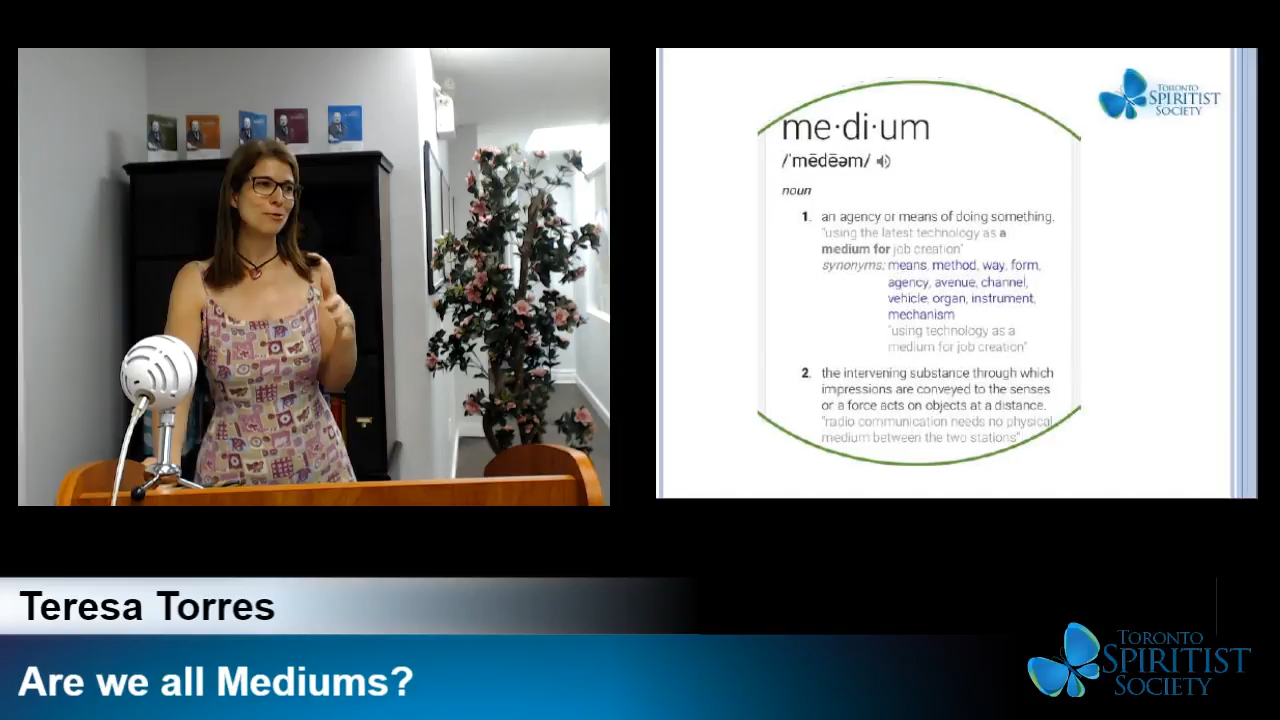 me·di·um
/ˈmēdēəm/
noun
1. an agency or means of doing something.
"using the latest technology as a
medium for job creation"
synonyms: means, method, way, form,
agency, avenue, channel,
vehicle, organ, instrument,
mechanism
"using technology as a
medium for job creation"
2. the intervening substance through which
impressions are conveyed to the senses
or a force acts on objects at a distance.
"radio communication needs no physical
medium between the two stations"
TORONTO
SPIRITIST
SOCIETY
Teresa Torres
Are we all Mediums?
TORONTO
SPIRITIST
SOCIETY